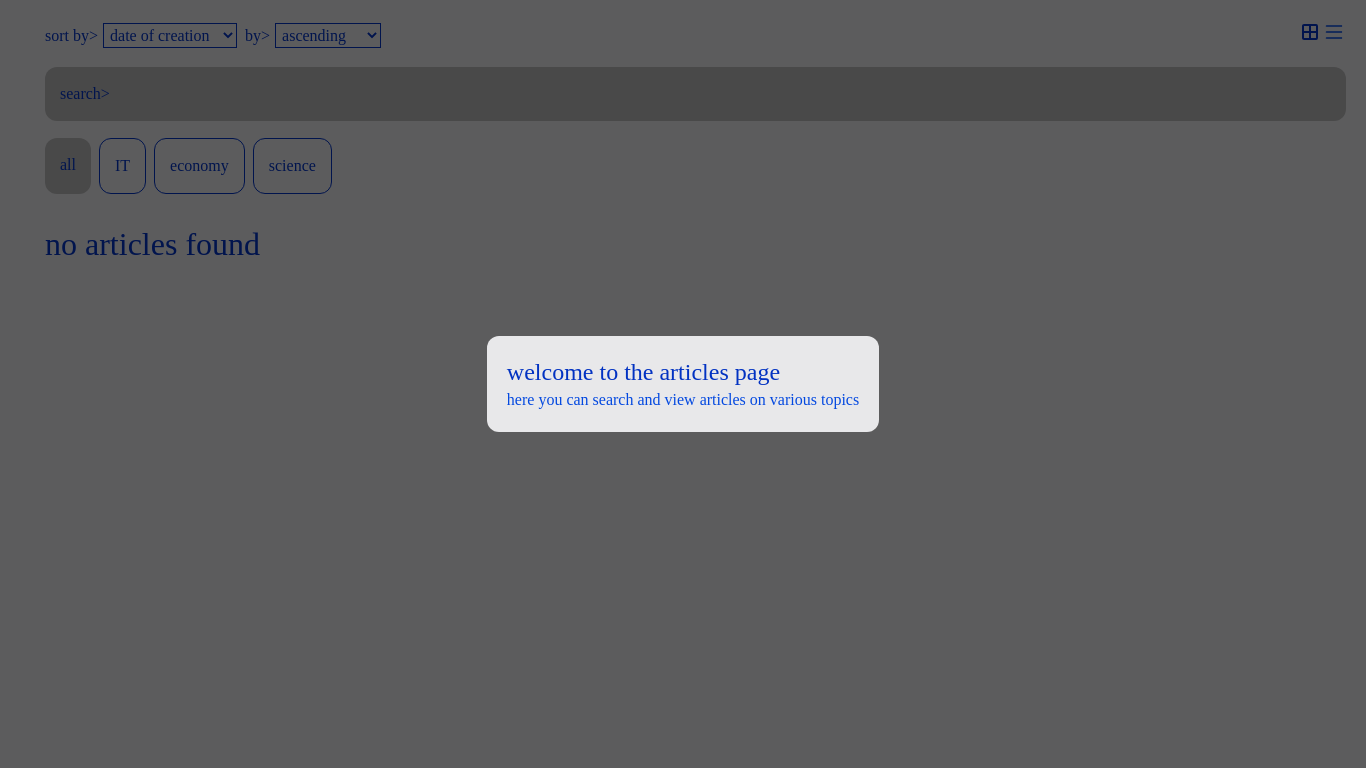 sort by> date of creation by> ascending
search>
all IT economy science
no articles found
welcome to the articles page
here you can search and view articles on various topics